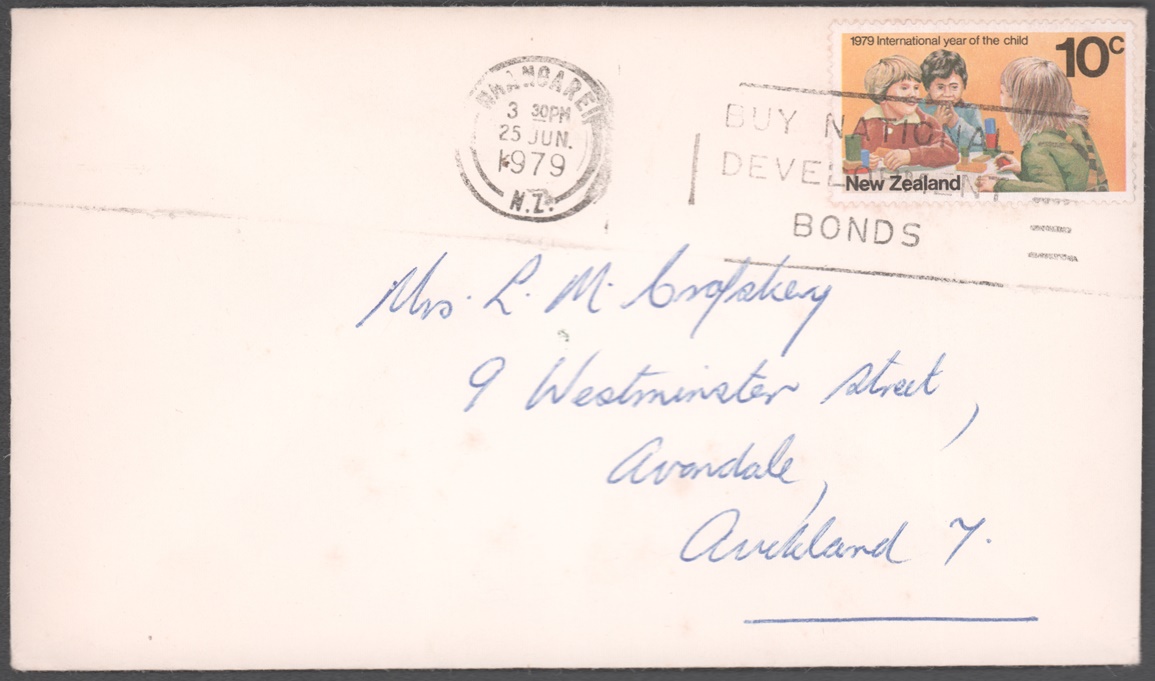 1979 International year of the child
10c
New Zealand
WHANGAREI
3 30PM
25 JUN.
1979
N.Z.
BUY NATIONAL
DEVELOPMENT
BONDS
Mrs. L. M. Crofskey
9 Westminster Street,
Avondale,
Auckland 7.